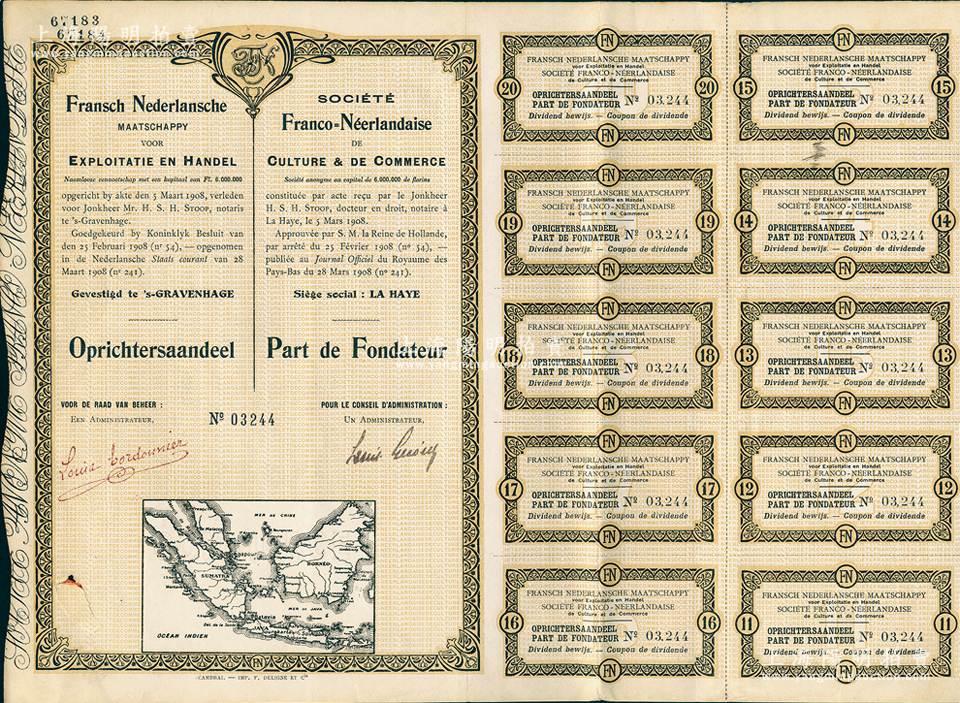 67183
67183
Fransch Nederlansche
MAATSCHAPPY
VOOR
EXPLOITATIE EN HANDEL
Naamlooze vennootschap met een kapitaal van Fl. 6.000.000
opgericht by akte den 5 Maart 1908, verleden
voor Jonkheer Mr. H. S. H. STOOP, notaris
te 's-Gravenhage.
Goedgekeurd by Koninklyk Besluit van
den 25 Februari 1908 (nr 54), — opgenomen
in de Nederlansche Staats courant van 28
Maart 1908 (nº 241).
Gevestigd te 's-GRAVENHAGE
Oprichtersaandeel
VOOR DE RAAD VAN BEHEER :
EEN ADMINISTRATEUR,
SOCIÉTÉ
Franco-Néerlandaise
DE
CULTURE & DE COMMERCE
Société anonyme au capital de 6.000.000 de florins
constituée par acte reçu par le Jonkheer
H. S. H. STOOP, docteur en droit, notaire à
La Haye, le 5 Mars 1908.
Approuvée par S. M. la Reine de Hollande,
par arrêté du 25 Février 1908 (nº 54), —
publiée au Journal Officiel du Royaume des
Pays-Bas du 28 Mars 1908 (nº 241).
Siège social : LA HAYE
Part de Fondateur
Nº 03244
POUR LE CONSEIL D'ADMINISTRATION :
UN ADMINISTRATEUR,
MER DE CHINE
BORNÉO
SUMATRA
MER DE JAVA
Batavia
JAVA
OCÉAN INDIEN
FN
CAMBRAI. — IMP. F. DELIGNE ET Cie
FN
FRANSCH NEDERLANSCHE MAATSCHAPPY
voor Exploitatie en Handel
SOCIÉTÉ FRANCO-NÉERLANDAISE
de Culture et de Commerce
20 OPRICHTERSAANDEEL 20
PART DE FONDATEUR Nº 03,244
Dividend bewijs. — Coupon de dividende
FN
FN
FRANSCH NEDERLANSCHE MAATSCHAPPY
voor Exploitatie en Handel
SOCIÉTÉ FRANCO-NÉERLANDAISE
de Culture et de Commerce
15 OPRICHTERSAANDEEL 15
PART DE FONDATEUR Nº 03,244
Dividend bewijs. — Coupon de dividende
FN
FN
FRANSCH NEDERLANSCHE MAATSCHAPPY
voor Exploitatie en Handel
SOCIÉTÉ FRANCO-NÉERLANDAISE
de Culture et de Commerce
19 OPRICHTERSAANDEEL 19
PART DE FONDATEUR Nº 03,244
Dividend bewijs. — Coupon de dividende
FN
FN
FRANSCH NEDERLANSCHE MAATSCHAPPY
voor Exploitatie en Handel
SOCIÉTÉ FRANCO-NÉERLANDAISE
de Culture et de Commerce
14 OPRICHTERSAANDEEL 14
PART DE FONDATEUR Nº 03,244
Dividend bewijs. — Coupon de dividende
FN
FN
FRANSCH NEDERLANSCHE MAATSCHAPPY
voor Exploitatie en Handel
SOCIÉTÉ FRANCO-NÉERLANDAISE
de Culture et de Commerce
18 OPRICHTERSAANDEEL 18
PART DE FONDATEUR Nº 03,244
Dividend bewijs. — Coupon de dividende
FN
FN
FRANSCH NEDERLANSCHE MAATSCHAPPY
voor Exploitatie en Handel
SOCIÉTÉ FRANCO-NÉERLANDAISE
de Culture et de Commerce
13 OPRICHTERSAANDEEL 13
PART DE FONDATEUR Nº 03,244
Dividend bewijs. — Coupon de dividende
FN
FN
FRANSCH NEDERLANSCHE MAATSCHAPPY
voor Exploitatie en Handel
SOCIÉTÉ FRANCO-NÉERLANDAISE
de Culture et de Commerce
17 OPRICHTERSAANDEEL 17
PART DE FONDATEUR Nº 03,244
Dividend bewijs. — Coupon de dividende
FN
FN
FRANSCH NEDERLANSCHE MAATSCHAPPY
voor Exploitatie en Handel
SOCIÉTÉ FRANCO-NÉERLANDAISE
de Culture et de Commerce
12 OPRICHTERSAANDEEL 12
PART DE FONDATEUR Nº 03,244
Dividend bewijs. — Coupon de dividende
FN
FN
FRANSCH NEDERLANSCHE MAATSCHAPPY
voor Exploitatie en Handel
SOCIÉTÉ FRANCO-NÉERLANDAISE
de Culture et de Commerce
16 OPRICHTERSAANDEEL 16
PART DE FONDATEUR Nº 03,244
Dividend bewijs. — Coupon de dividende
FN
FN
FRANSCH NEDERLANSCHE MAATSCHAPPY
voor Exploitatie en Handel
SOCIÉTÉ FRANCO-NÉERLANDAISE
de Culture et de Commerce
11 OPRICHTERSAANDEEL 11
PART DE FONDATEUR Nº 03,244
Dividend bewijs. — Coupon de dividende
FN